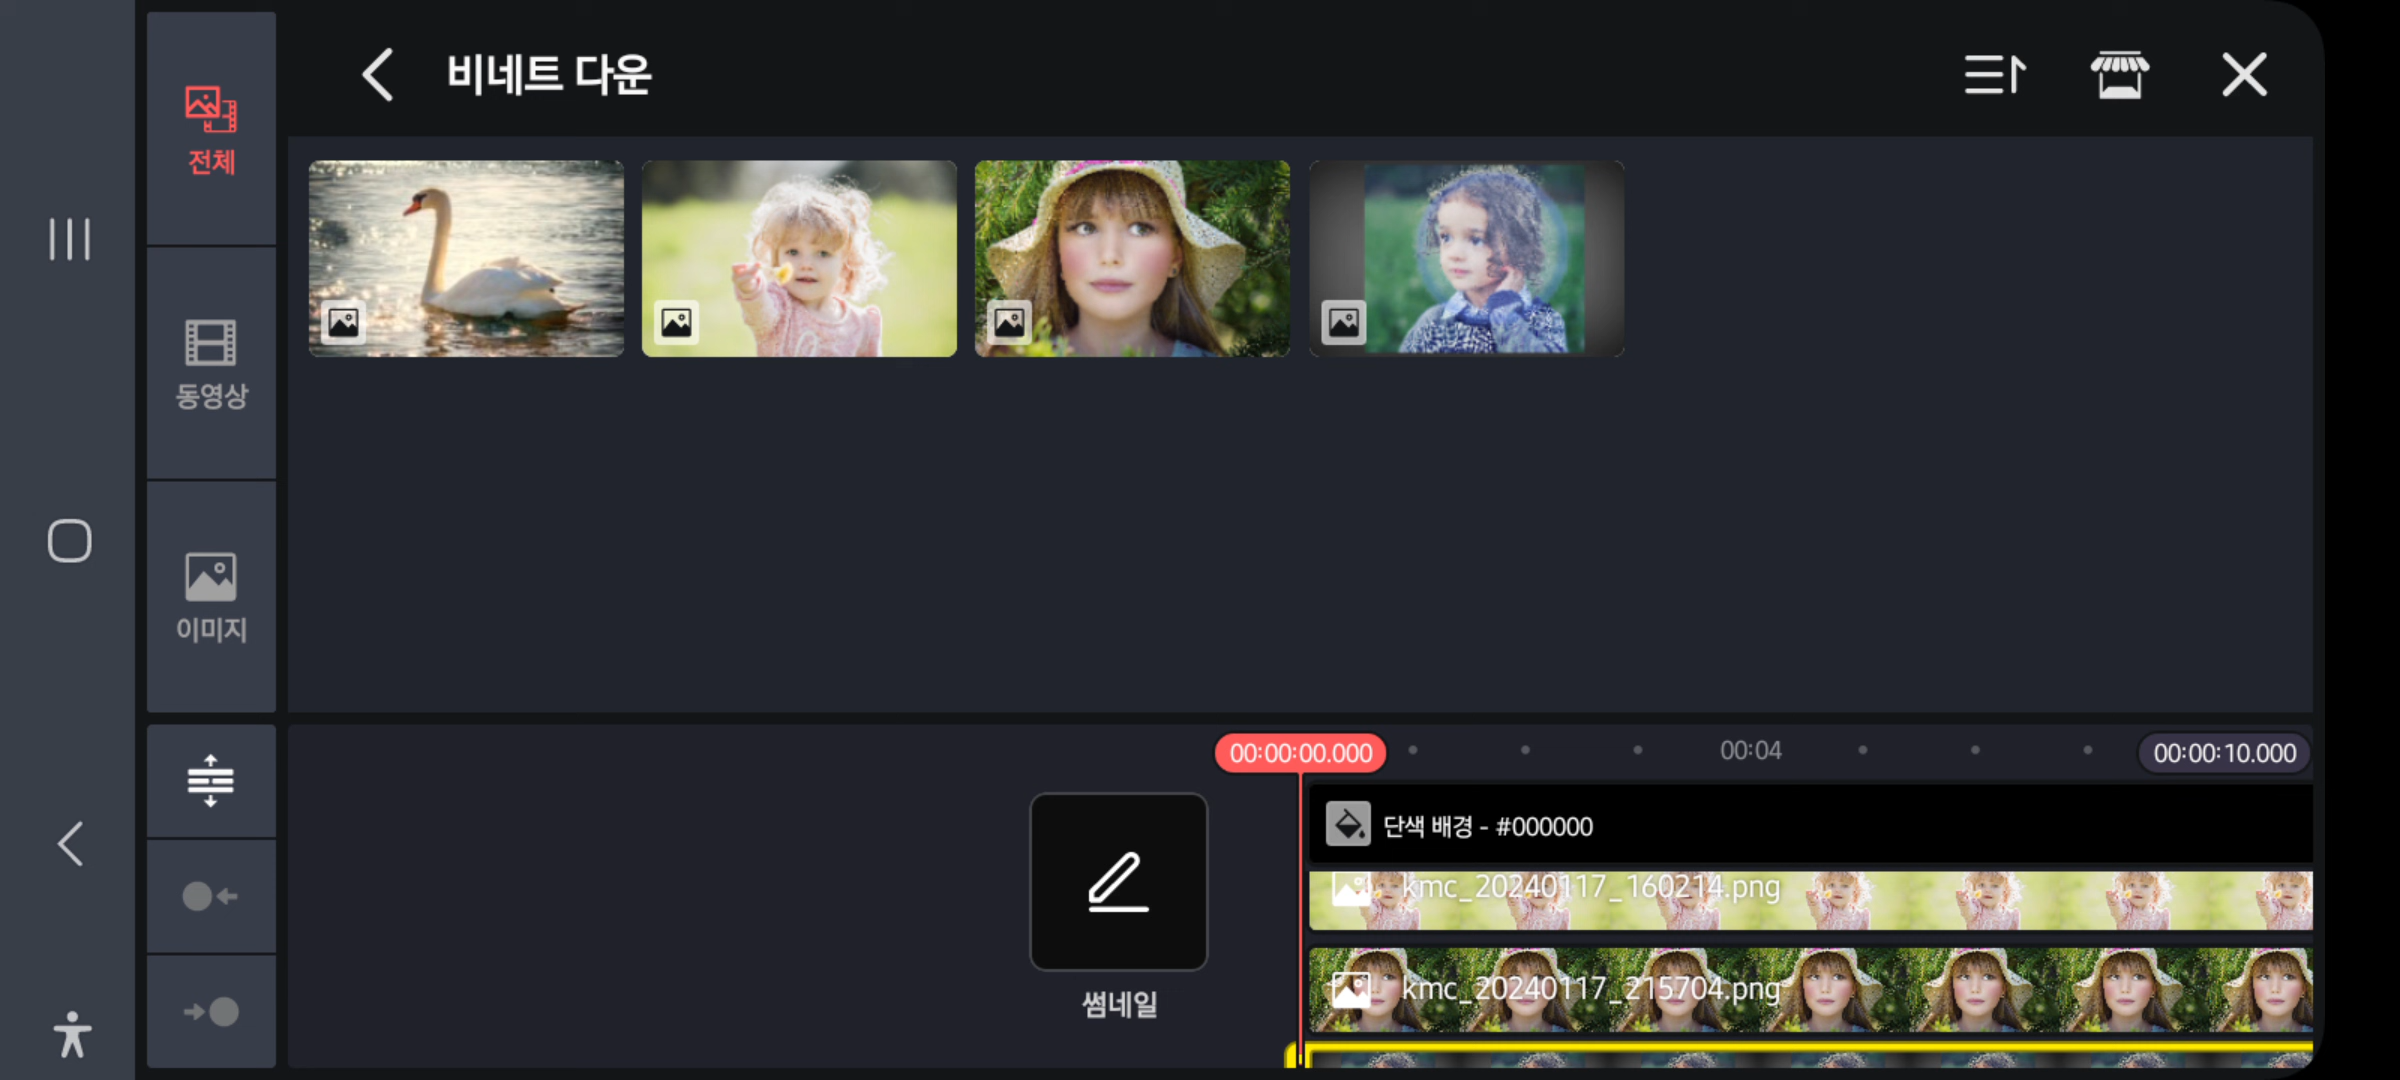 비네트 다운
전체
동영상
이미지
00:00:00.000
00:04
00:00:10.000
단색 배경 - #000000
kmc_20240117_160214.png
kmc_20240117_215704.png
썸네일